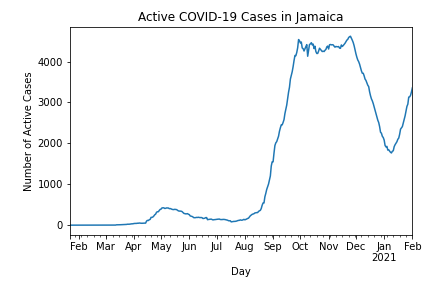 Active COVID-19 Cases in Jamaica
Number of Active Cases
4000
3000
2000
1000
0
Feb Mar Apr May Jun Jul Aug Sep Oct Nov Dec Jan Feb
2021
Day